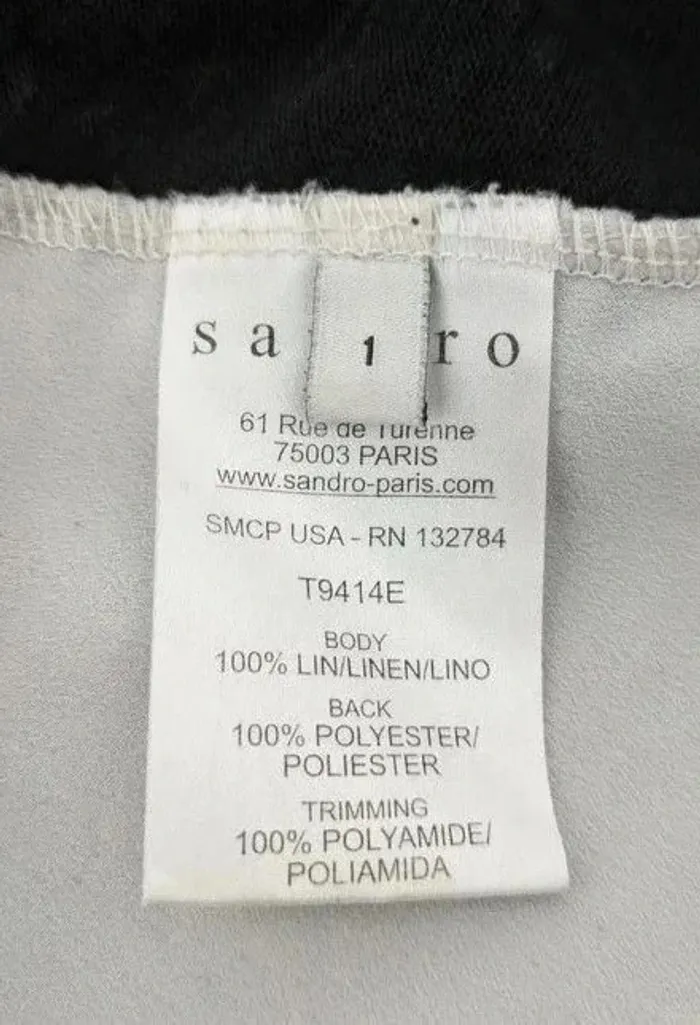 sa ro
1
61 Rue de Turenne
75003 PARIS
www.sandro-paris.com
SMCP USA - RN 132784
T9414E
BODY
100% LIN/LINEN/LINO
BACK
100% POLYESTER/
POLIESTER
TRIMMING
100% POLYAMIDE/
POLIAMIDA